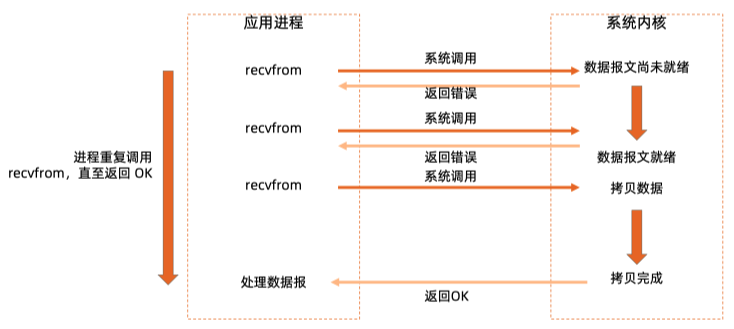 应用进程
系统内核
recvfrom
系统调用
数据报文尚未就绪
返回错误
recvfrom
系统调用
进程重复调用
recvfrom，直至返回 OK
返回错误
数据报文就绪
recvfrom
系统调用
拷贝数据
处理数据报
拷贝完成
返回OK